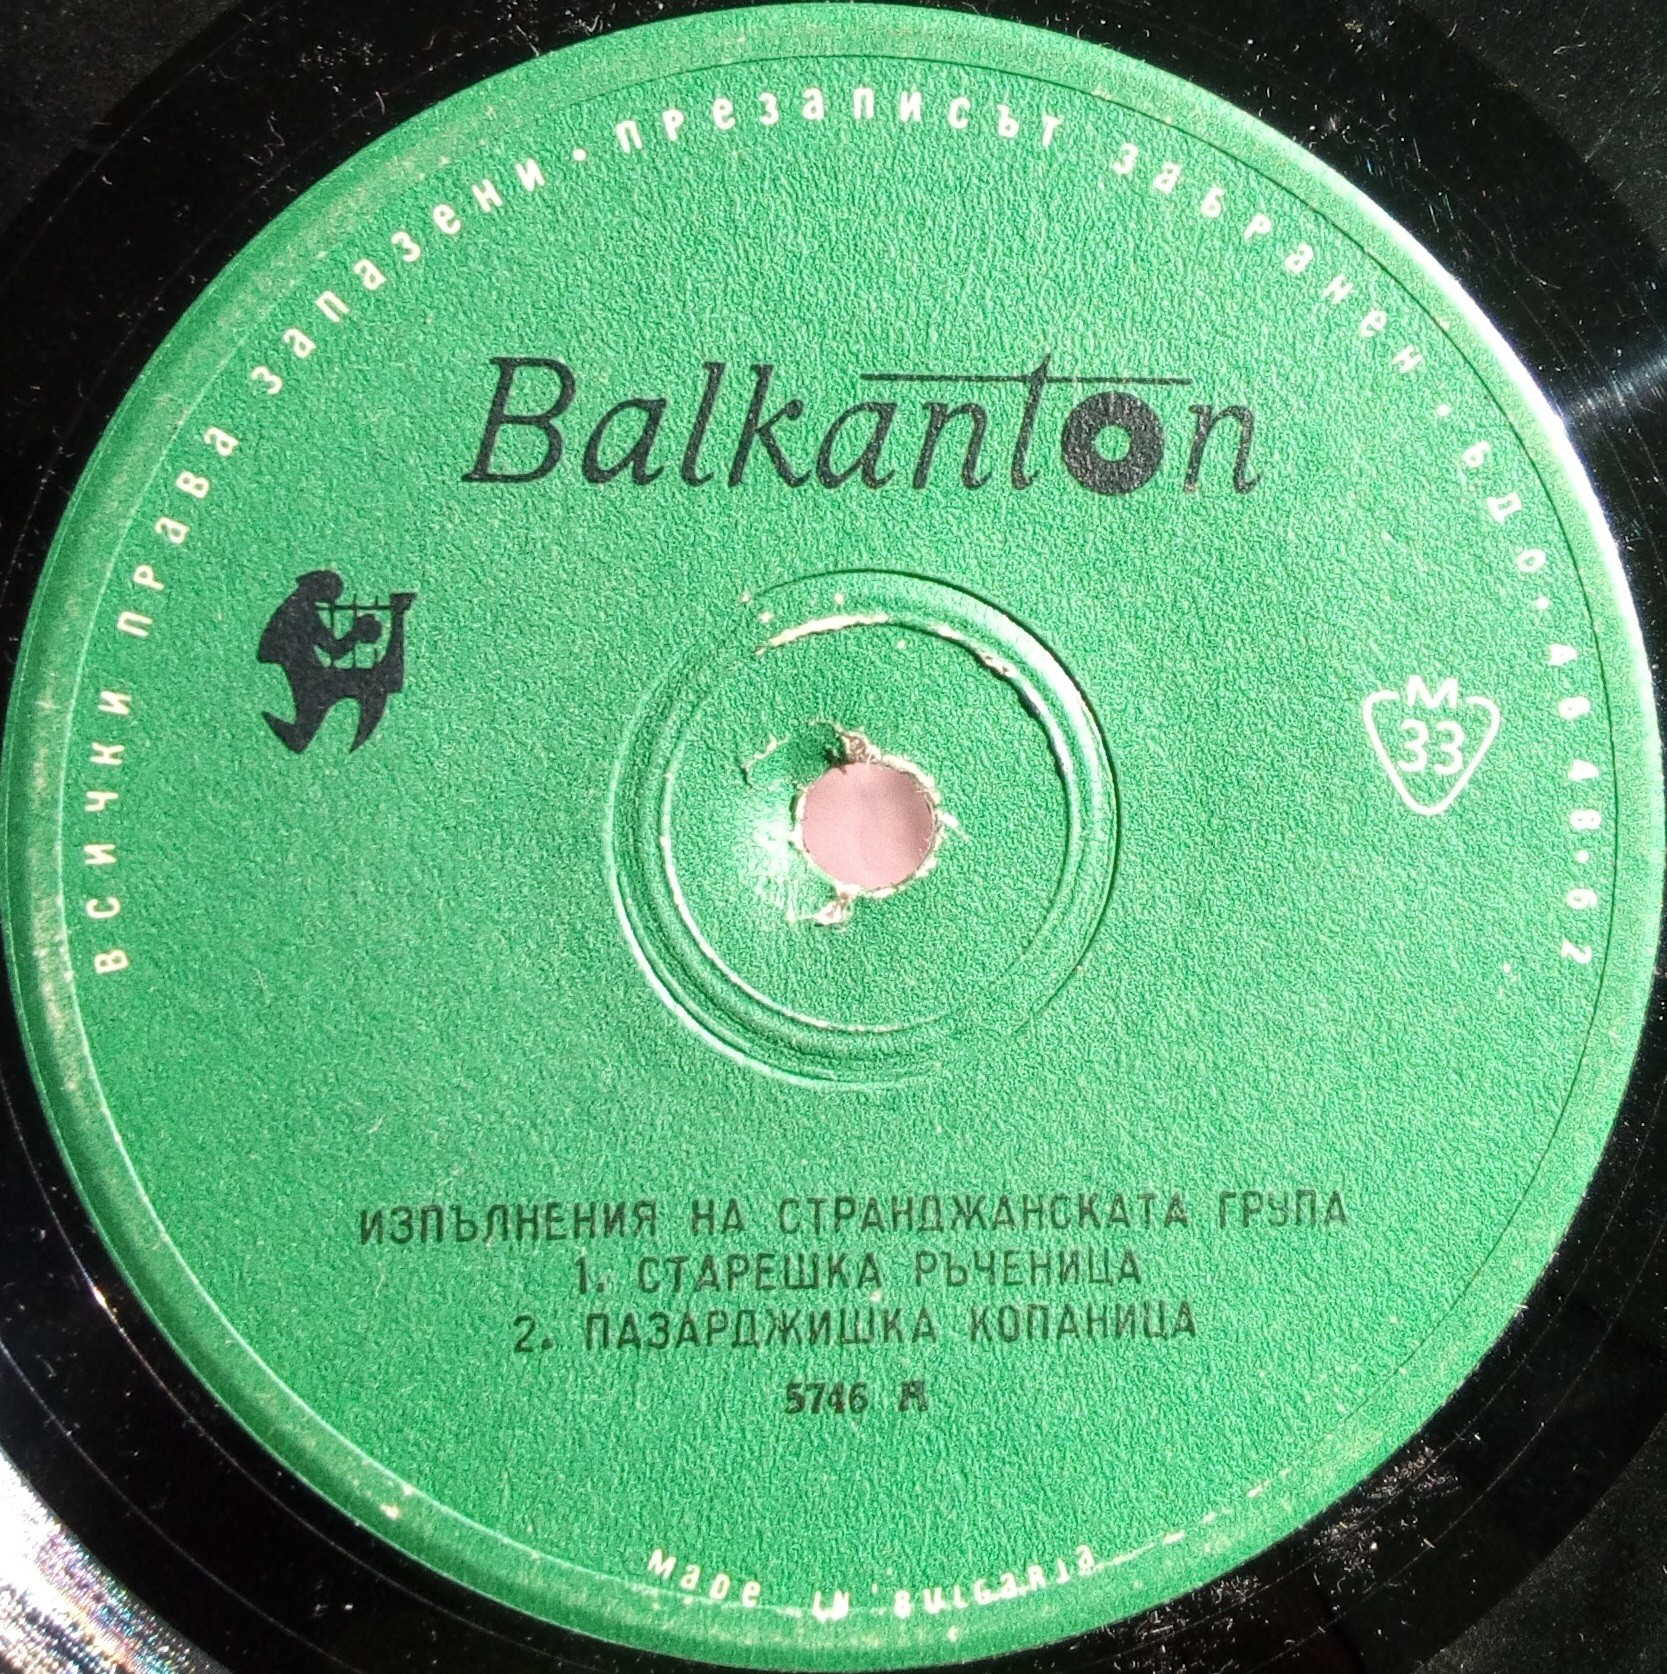 всички права запазени · презаписът забранен · бдс · 4848 · 62
Balkanton
М
33
ИЗПЪЛНЕНИЯ НА СТРАНДЖАНСКАТА ГРУПА
1. СТАРЕШКА РЪЧЕНИЦА
2. ПАЗАРДЖИШКА КОПАНИЦА
5746 А
made in bulgaria